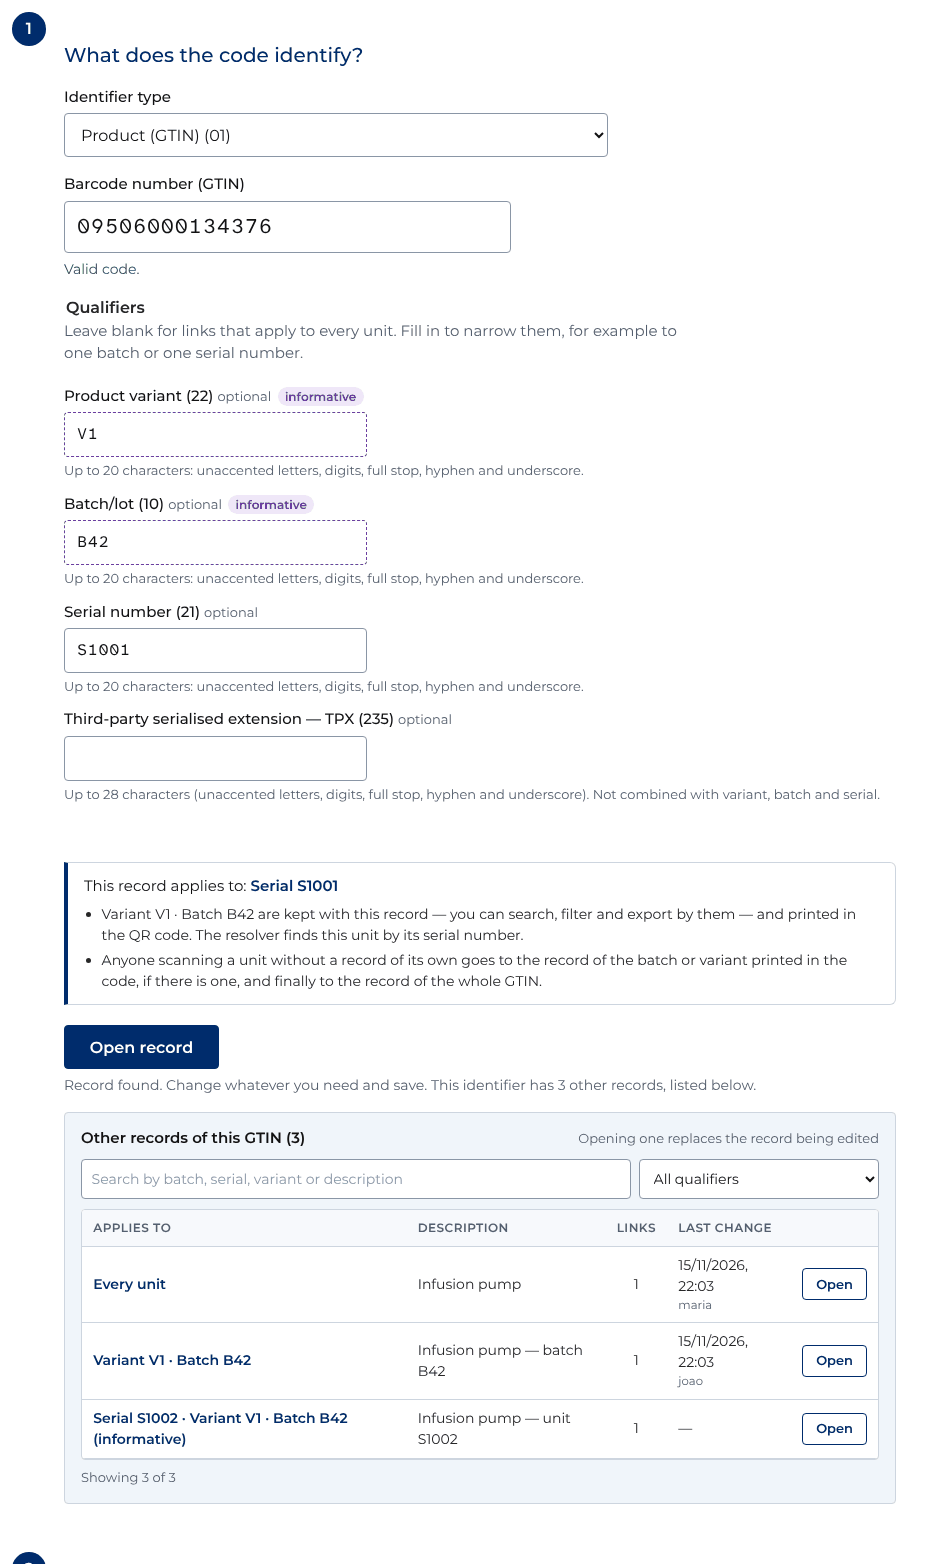 1
What does the code identify?
Identifier type
Product (GTIN) (01)
Barcode number (GTIN)
09506000134376
Valid code.
Qualifiers
Leave blank for links that apply to every unit. Fill in to narrow them, for example to
one batch or one serial number.
Product variant (22) optional informative
V1
Up to 20 characters: unaccented letters, digits, full stop, hyphen and underscore.
Batch/lot (10) optional informative
B42
Up to 20 characters: unaccented letters, digits, full stop, hyphen and underscore.
Serial number (21) optional
S1001
Up to 20 characters: unaccented letters, digits, full stop, hyphen and underscore.
Third-party serialised extension — TPX (235) optional
Up to 28 characters (unaccented letters, digits, full stop, hyphen and underscore). Not combined with variant, batch and serial.
This record applies to: Serial S1001
• Variant V1 · Batch B42 are kept with this record — you can search, filter and export by them — and printed in
the QR code. The resolver finds this unit by its serial number.
• Anyone scanning a unit without a record of its own goes to the record of the batch or variant printed in the
code, if there is one, and finally to the record of the whole GTIN.
Open record
Record found. Change whatever you need and save. This identifier has 3 other records, listed below.
Other records of this GTIN (3) Opening one replaces the record being edited
Search by batch, serial, variant or description All qualifiers
APPLIES TO DESCRIPTION LINKS LAST CHANGE
Every unit Infusion pump 1 15/11/2026,
22:03
maria
Open
Variant V1 · Batch B42 Infusion pump — batch
B42
1 15/11/2026,
22:03
joao
Open
Serial S1002 · Variant V1 · Batch B42
(informative)
Infusion pump — unit
S1002
1 — Open
Showing 3 of 3